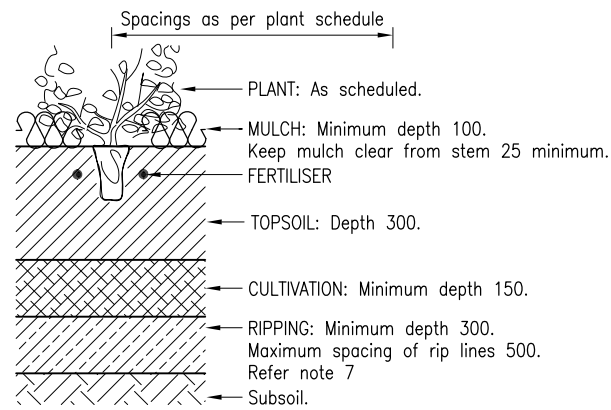 Spacings as per plant schedule
PLANT: As scheduled.
MULCH: Minimum depth 100.
Keep mulch clear from stem 25 minimum.
FERTILISER
TOPSOIL: Depth 300.
CULTIVATION: Minimum depth 150.
RIPPING: Minimum depth 300.
Maximum spacing of rip lines 500.
Refer note 7
Subsoil.